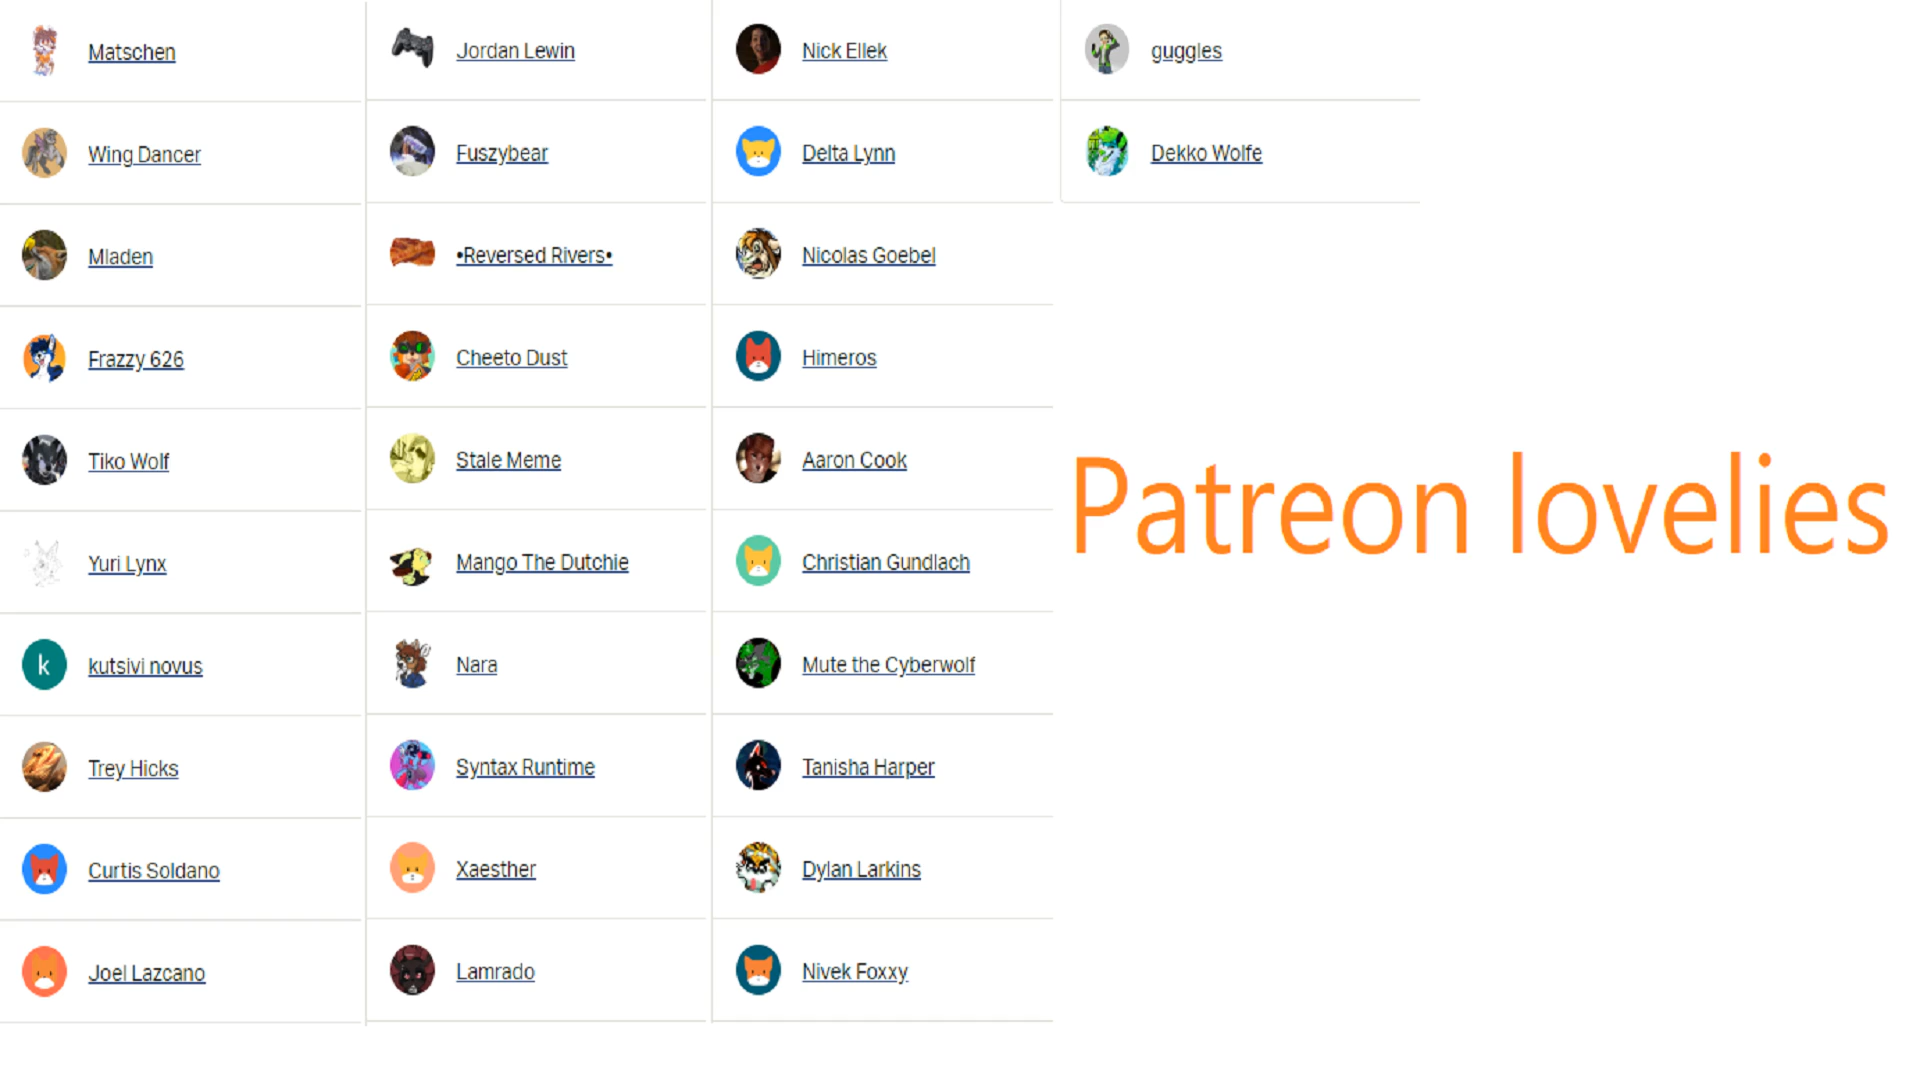 Matschen
Wing Dancer
Mladen
Frazzy 626
Tiko Wolf
Yuri Lynx
k
kutsivi novus
Trey Hicks
Curtis Soldano
Joel Lazcano
Jordan Lewin
Fuszybear
•Reversed Rivers•
Cheeto Dust
Stale Meme
Mango The Dutchie
Nara
Syntax Runtime
Xaesther
Lamrado
Nick Ellek
Delta Lynn
Nicolas Goebel
Himeros
Aaron Cook
Christian Gundlach
Mute the Cyberwolf
Tanisha Harper
Dylan Larkins
Nivek Foxxy
guggles
Dekko Wolfe
Patreon lovelies